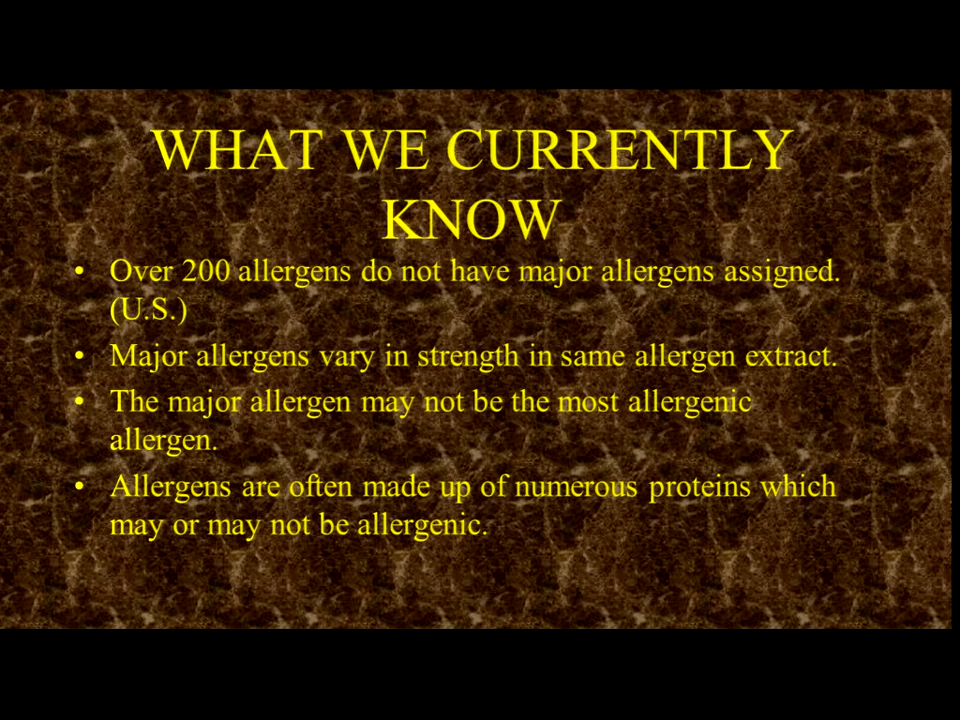 WHAT WE CURRENTLY
KNOW
• Over 200 allergens do not have major allergens assigned.
(U.S.)
• Major allergens vary in strength in same allergen extract.
• The major allergen may not be the most allergenic
allergen.
• Allergens are often made up of numerous proteins which
may or may not be allergenic.